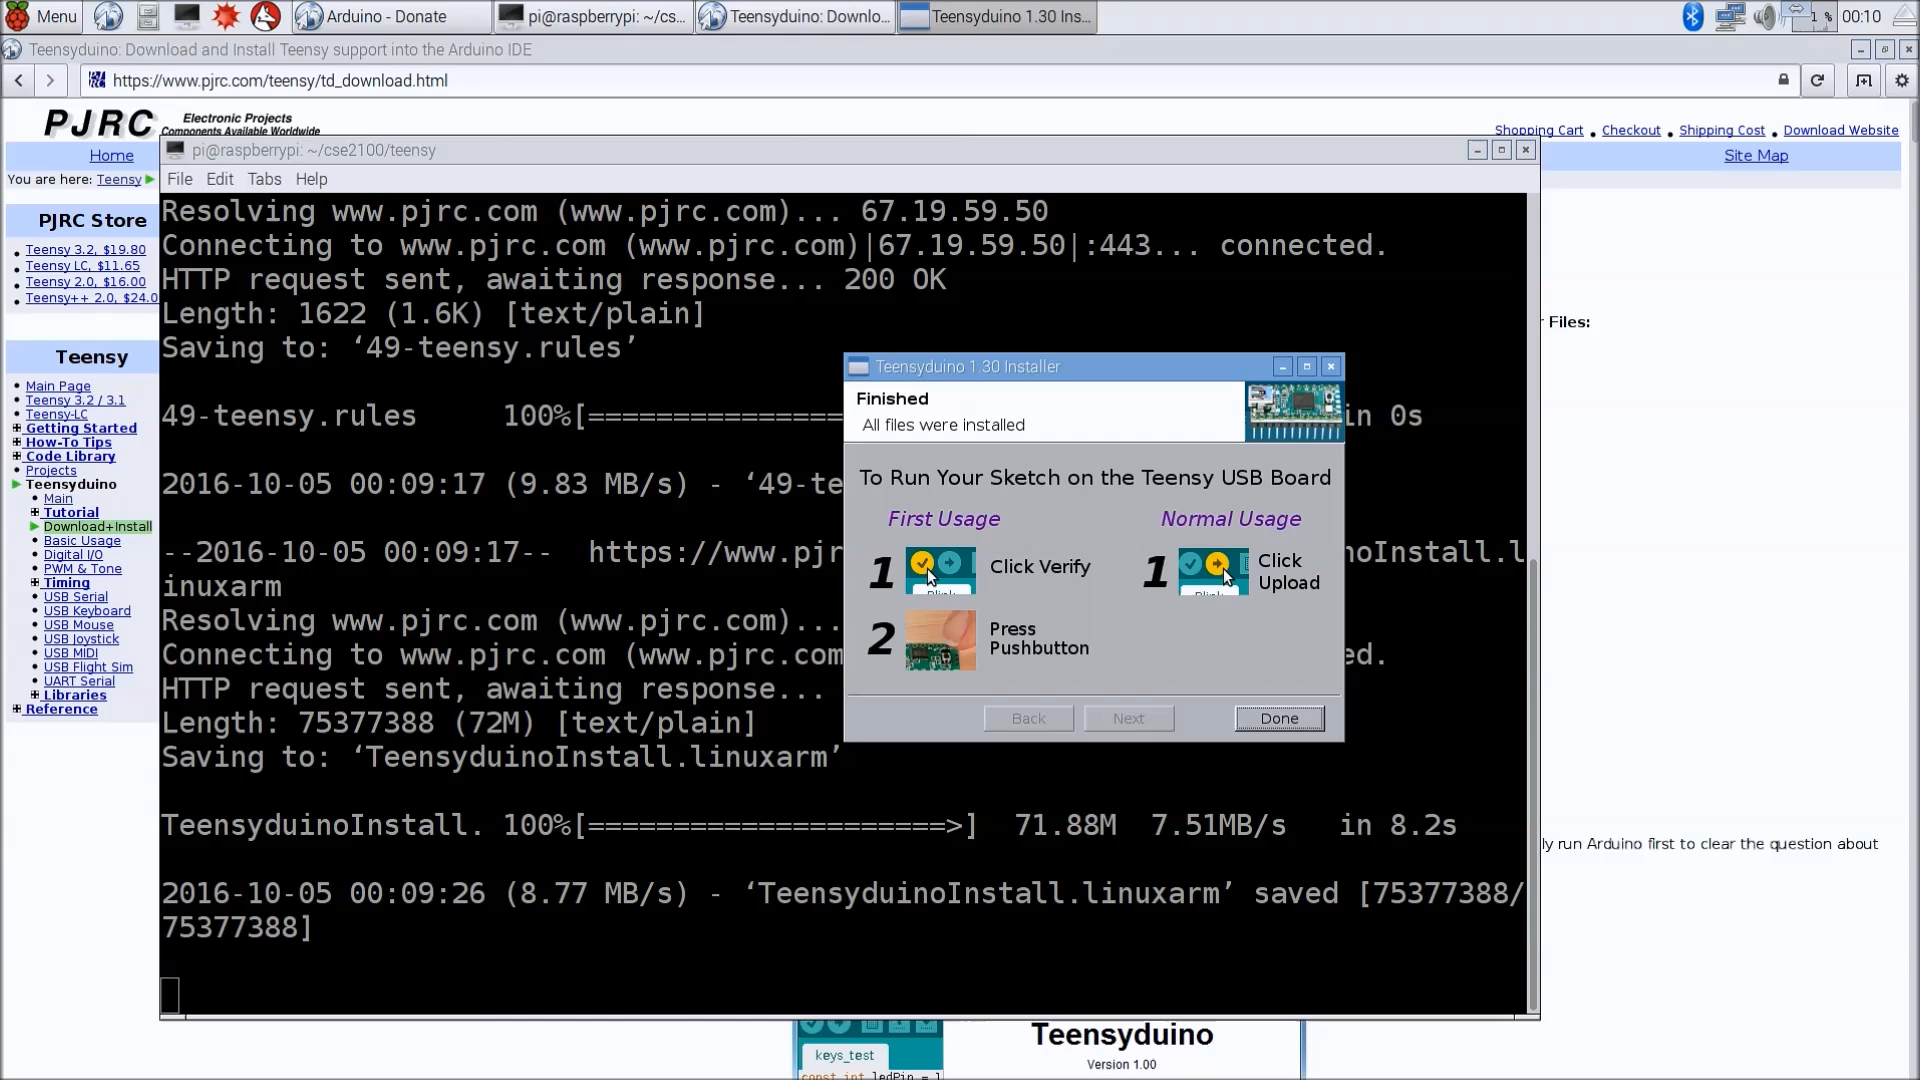 Menu
Arduino - Donate
pi@raspberrypi: ~/cs...
Teensyduino: Downlo...
Teensyduino 1.30 Ins...
1 %
00:10
Teensyduino: Download and Install Teensy support into the Arduino IDE
https://www.pjrc.com/teensy/td_download.html
PJRC
Electronic Projects
Components Available Worldwide
Shopping Cart
Checkout
Shipping Cost
Download Website
Home
Site Map
You are here: Teensy
PJRC Store
Teensy 3.2, $19.80
Teensy LC, $11.65
Teensy 2.0, $16.00
Teensy++ 2.0, $24.0
Teensy
Main Page
Teensy 3.2 / 3.1
Teensy-LC
Getting Started
How-To Tips
Code Library
Projects
Teensyduino
Main
Tutorial
Download+Install
Basic Usage
Digital I/O
PWM & Tone
Timing
USB Serial
USB Keyboard
USB Mouse
USB Joystick
USB MIDI
USB Flight Sim
UART Serial
Libraries
Reference
pi@raspberrypi: ~/cse2100/teensy
File Edit Tabs Help
Resolving www.pjrc.com (www.pjrc.com)... 67.19.59.50
Connecting to www.pjrc.com (www.pjrc.com)|67.19.59.50|:443... connected.
HTTP request sent, awaiting response... 200 OK
Length: 1622 (1.6K) [text/plain]
Saving to: ‘49-teensy.rules’
49-teensy.rules 100%[=============== in 0s
2016-10-05 00:09:17 (9.83 MB/s) - ‘49-te
--2016-10-05 00:09:17-- https://www.pjr noInstall.l
inuxarm
Resolving www.pjrc.com (www.pjrc.com)...
Connecting to www.pjrc.com (www.pjrc.com ed.
HTTP request sent, awaiting response...
Length: 75377388 (72M) [text/plain]
Saving to: ‘TeensyduinoInstall.linuxarm’
TeensyduinoInstall. 100%[=====================>] 71.88M 7.51MB/s in 8.2s
2016-10-05 00:09:26 (8.77 MB/s) - ‘TeensyduinoInstall.linuxarm’ saved [75377388/
75377388]
Teensyduino 1.30 Installer
Finished
All files were installed
To Run Your Sketch on the Teensy USB Board
First Usage
Normal Usage
1 Click Verify
1 Click
Upload
2 Press
Pushbutton
Back
Next
Done
Files:
ly run Arduino first to clear the question about
keys_test
const int ledPin = 1
Teensyduino
Version 1.00